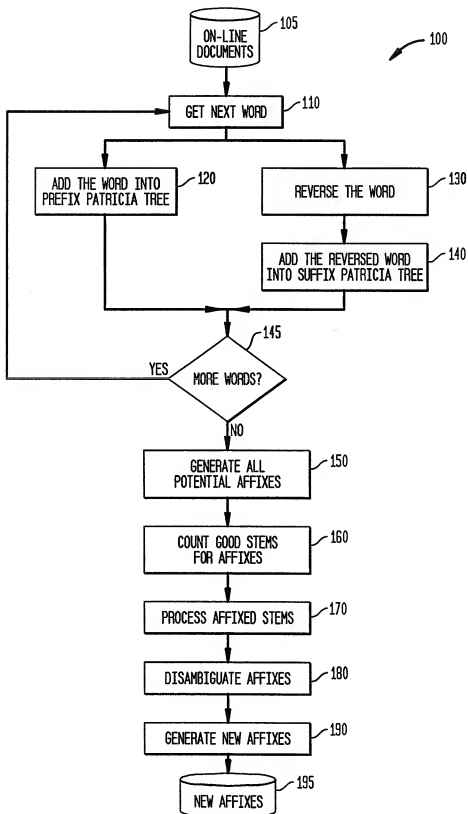 105
ON-LINE
DOCUMENTS
100
GET NEXT WORD
110
ADD THE WORD INTO
PREFIX PATRICIA TREE
120
REVERSE THE WORD
130
ADD THE REVERSED WORD
INTO SUFFIX PATRICIA TREE
140
145
YES
MORE WORDS?
NO
GENERATE ALL
POTENTIAL AFFIXES
150
COUNT GOOD STEMS
FOR AFFIXES
160
PROCESS AFFIXED STEMS
170
DISAMBIGUATE AFFIXES
180
GENERATE NEW AFFIXES
190
195
NEW AFFIXES